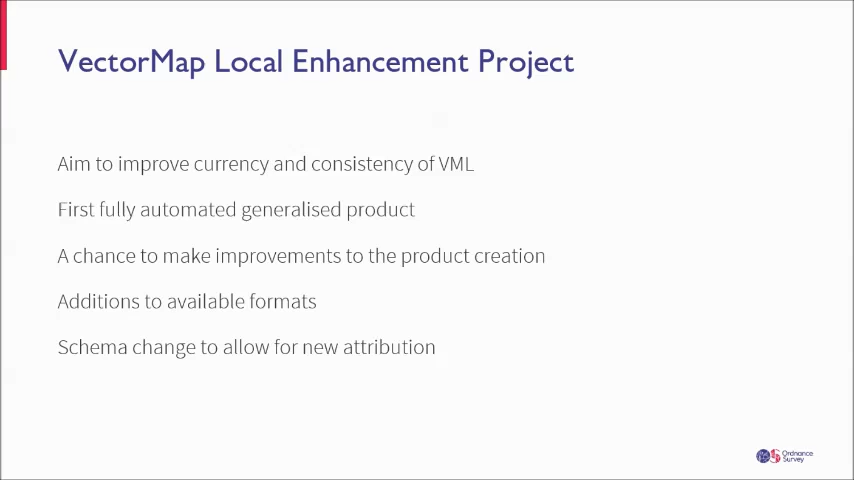 VectorMap Local Enhancement Project
Aim to improve currency and consistency of VML
First fully automated generalised product
A chance to make improvements to the product creation
Additions to available formats
Schema change to allow for new attribution
Ordnance
Survey